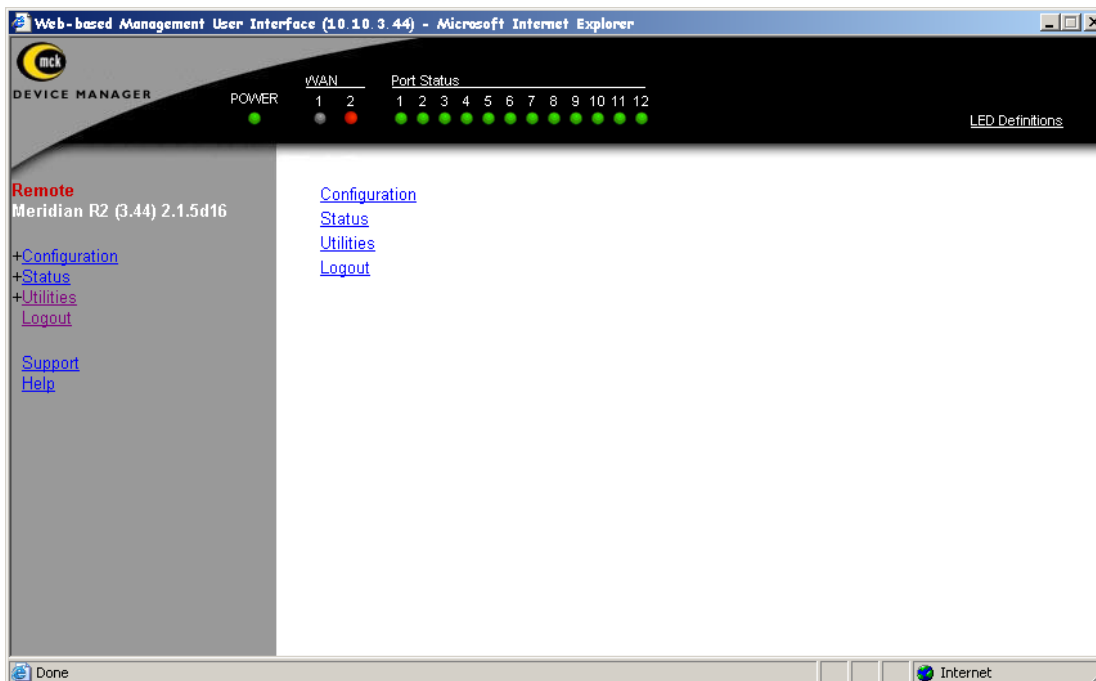 Web-based Management User Interface (10.10.3.44) - Microsoft Internet Explorer
mck
DEVICE MANAGER
POWER
WAN
1 2
Port Status
1 2 3 4 5 6 7 8 9 10 11 12
LED Definitions
Remote
Meridian R2 (3.44) 2.1.5d16
+Configuration
+Status
+Utilities
Logout
Support
Help
Configuration
Status
Utilities
Logout
Done
Internet